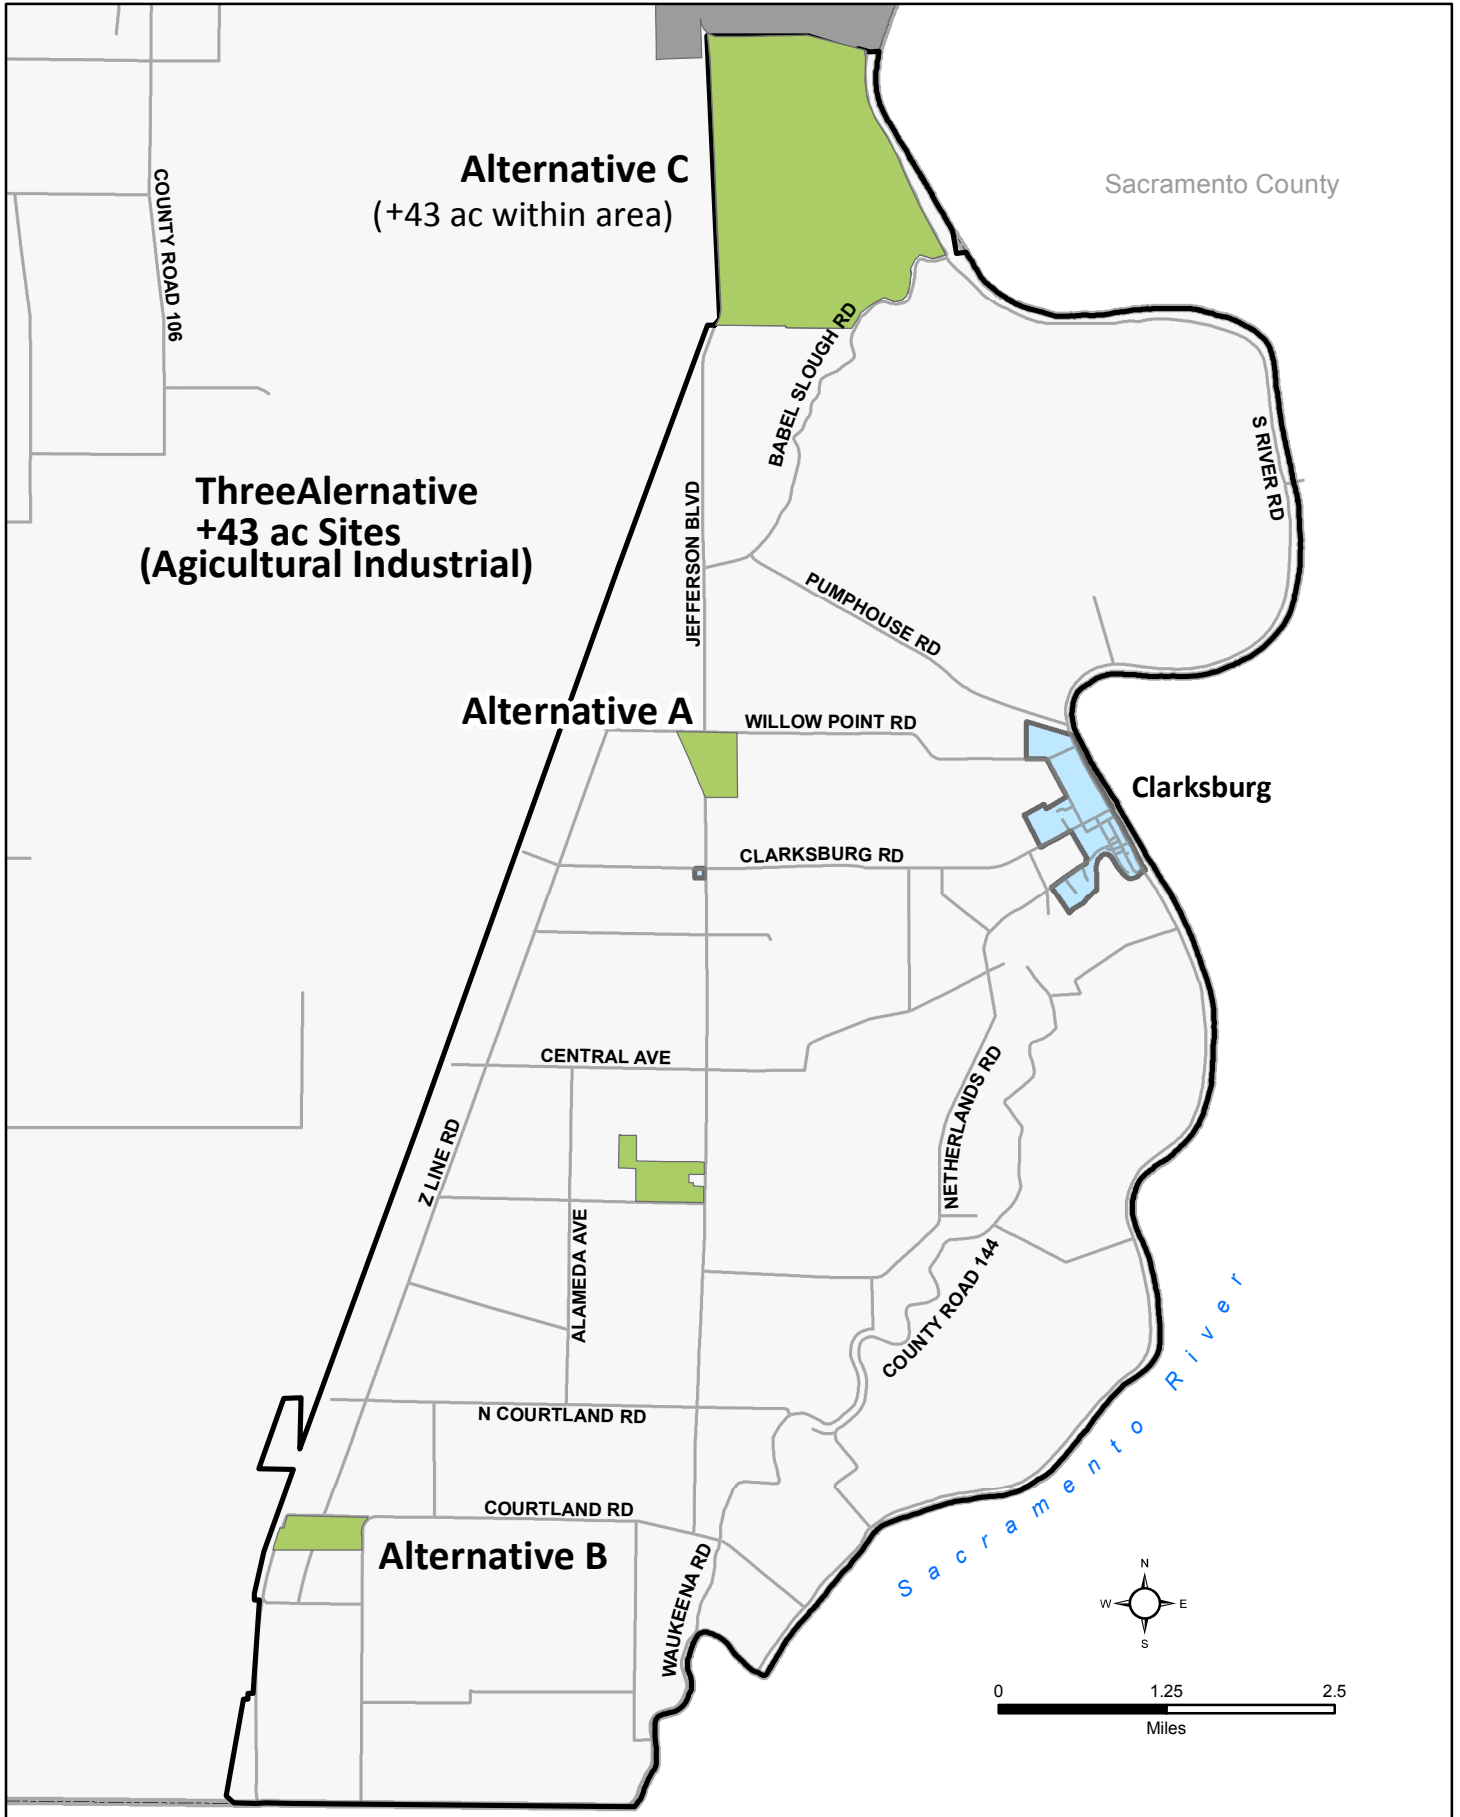 Alternative C
(+43 ac within area)
Sacramento County
COUNTY ROAD 106
BABEL SLOUGH RD
S RIVER RD
ThreeAlernative
+43 ac Sites
(Agicultural Industrial)
JEFFERSON BLVD
PUMPHOUSE RD
Alternative A
WILLOW POINT RD
Clarksburg
CLARKSBURG RD
CENTRAL AVE
NETHERLANDS RD
Z LINE RD
ALAMEDA AVE
COUNTY ROAD 144
Sacramento River
N COURTLAND RD
COURTLAND RD
Alternative B
WAUKEENA RD
N
W E
S
0 1.25 2.5
Miles